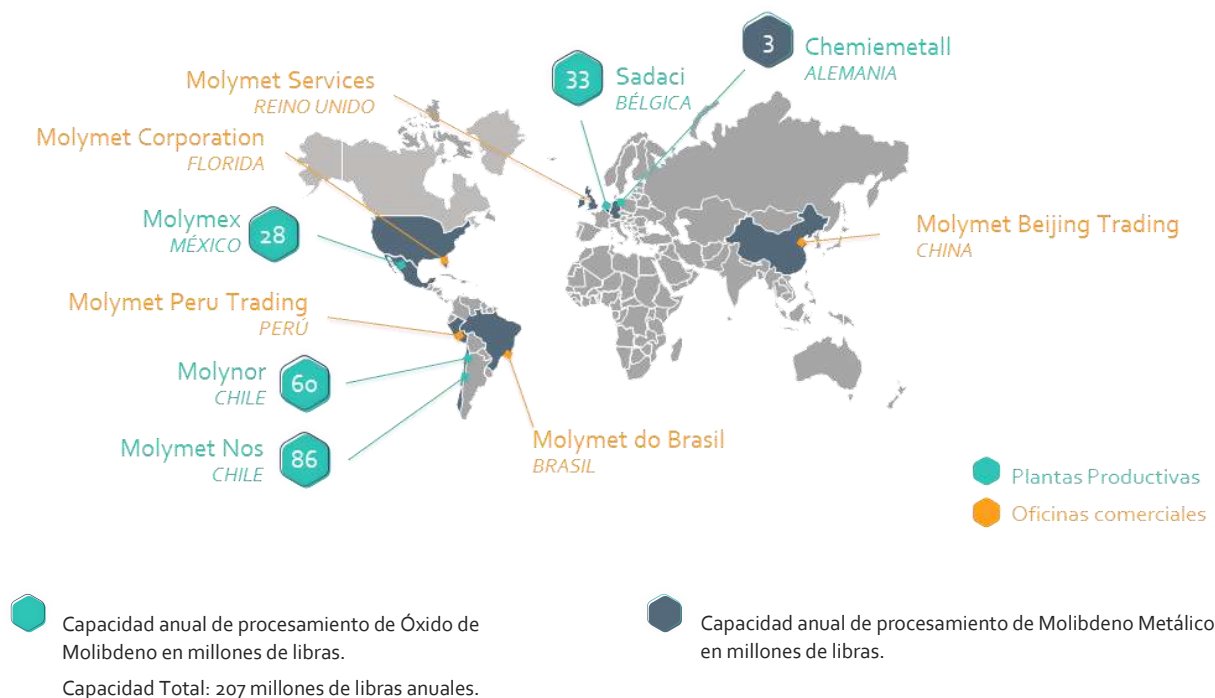 3
Chemiemetall
ALEMANIA
33
Sadaci
BÉLGICA
Molymet Services
REINO UNIDO
Molymet Corporation
FLORIDA
Molymex
MÉXICO
28
Molymet Beijing Trading
CHINA
Molymet Peru Trading
PERÚ
Molynor
CHILE
60
Molymet Nos
CHILE
86
Molymet do Brasil
BRASIL
Plantas Productivas
Oficinas comerciales
Capacidad anual de procesamiento de Óxido de
Molibdeno en millones de libras.
Capacidad Total: 207 millones de libras anuales.
Capacidad anual de procesamiento de Molibdeno Metálico
en millones de libras.